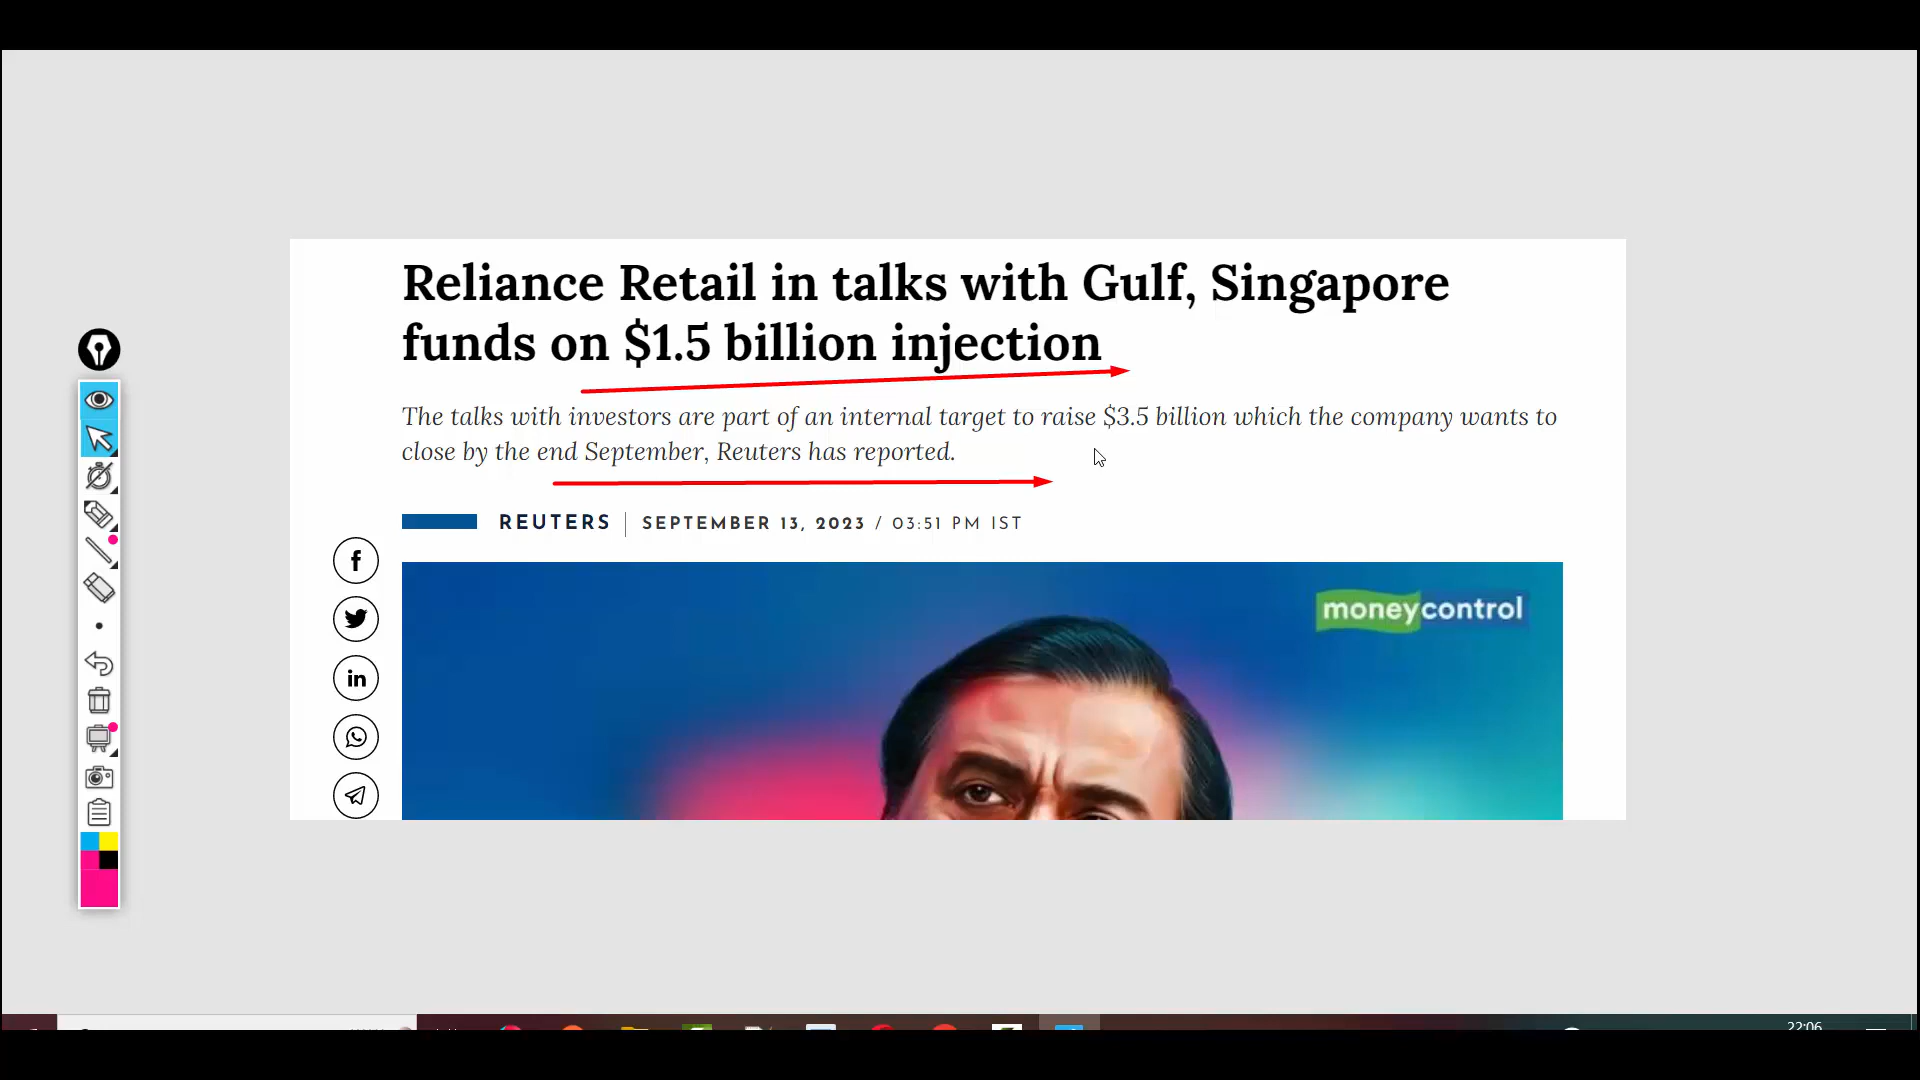 Reliance Retail in talks with Gulf, Singapore
funds on $1.5 billion injection
The talks with investors are part of an internal target to raise $3.5 billion which the company wants to
close by the end September, Reuters has reported.
REUTERS | SEPTEMBER 13, 2023 / 03:51 PM IST
moneycontrol
22:06